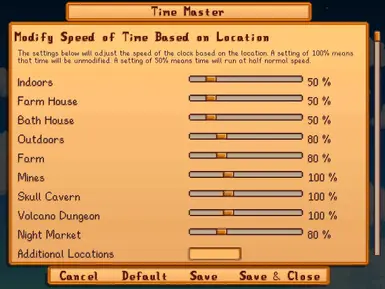 Time Master
Modify Speed of Time Based on Location
The settings below will adjust the speed of the clock based on the location. A setting of 100% means
that time will be unmodified. A setting of 50% means time will run at half normal speed.
Indoors 50 %
Farm House 50 %
Bath House 50 %
Outdoors 80 %
Farm 80 %
Mines 100 %
Skull Cavern 100 %
Volcano Dungeon 100 %
Night Market 80 %
Additional Locations
Cancel Default Save Save & Close